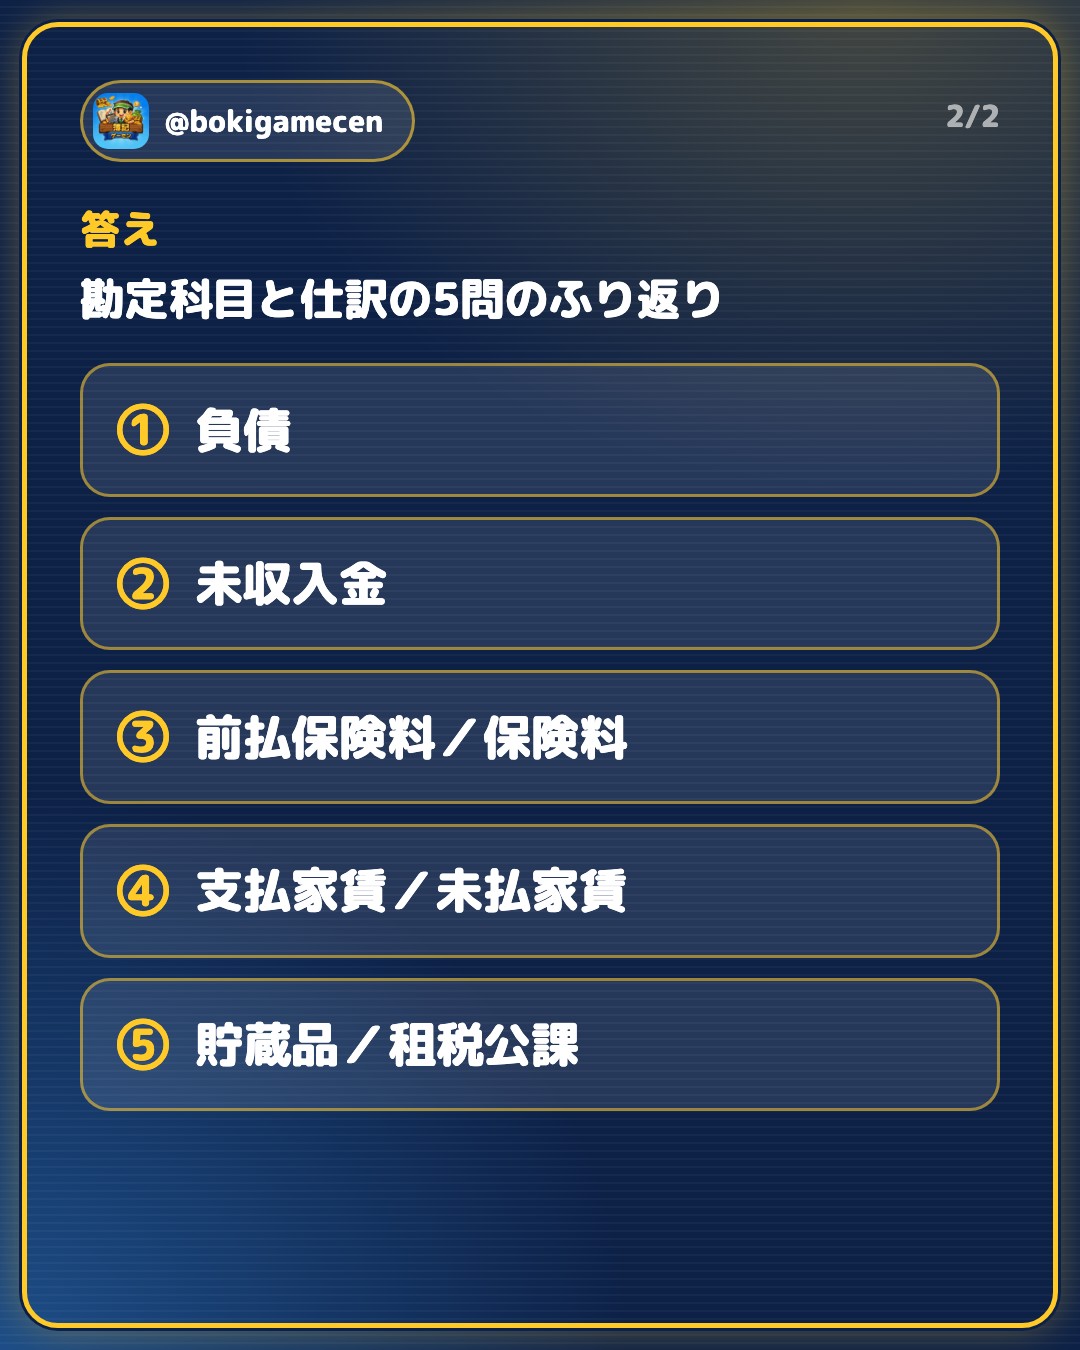 @bokigamecen
2/2
答え
勘定科目と仕訳の5問のふり返り
① 負債
② 未収入金
③ 前払保険料／保険料
④ 支払家賃／未払家賃
⑤ 貯蔵品／租税公課